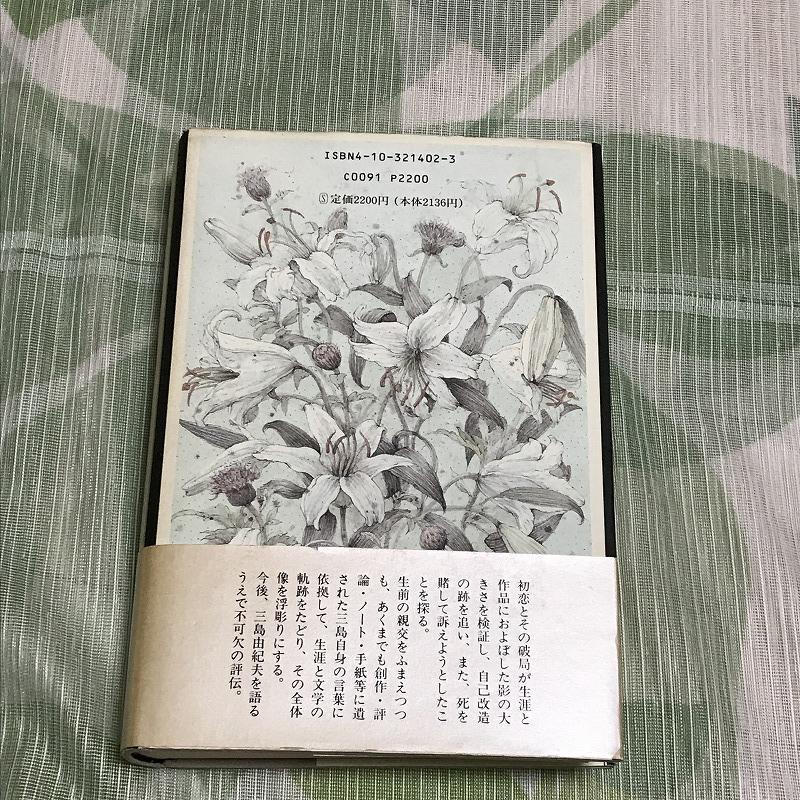 ISBN4-10-321402-3
C0091 P2200
Ⓢ定価2200円(本体2136円)
初恋とその破局が生涯と
作品におよぼした影の大
きさを検証し、自己改造
の跡を追い、また、死を
賭して訴えようとしたこ
とを探る。
生前の親交をふまえつつ
も、あくまでも創作・評
論・ノート・手紙等に遺
された三島自身の言葉に
依拠して、生涯と文学の
軌跡をたどり、その全体
像を浮彫りにする。
今後、三島由紀夫を語る
うえで不可欠の評伝。